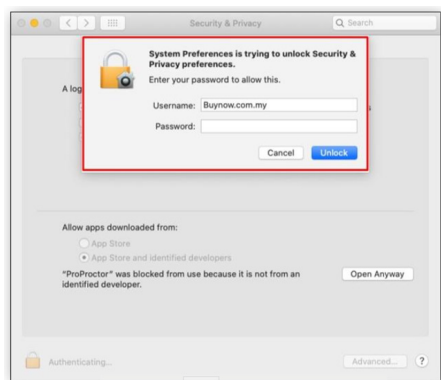 Security & Privacy
Search
System Preferences is trying to unlock Security &
Privacy preferences.
Enter your password to allow this.
Username: Buynow.com.my
Password:
Cancel
Unlock
A log
Allow apps downloaded from:
App Store
App Store and identified developers
"ProProctor" was blocked from use because it is not from an
identified developer.
Open Anyway
Authenticating...
Advanced...
?